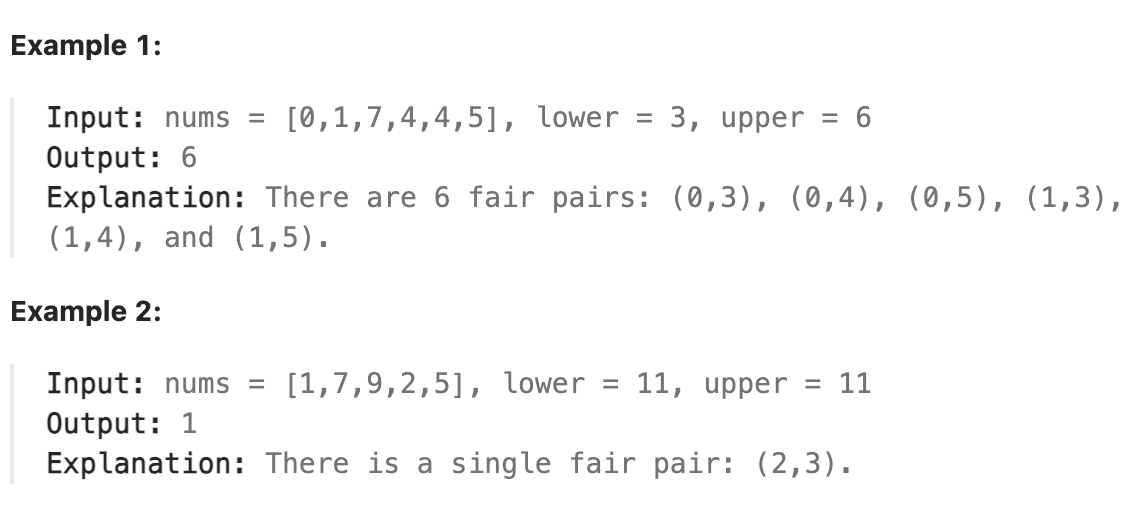 Example 1:
Input: nums = [0,1,7,4,4,5], lower = 3, upper = 6
Output: 6
Explanation: There are 6 fair pairs: (0,3), (0,4), (0,5), (1,3),
(1,4), and (1,5).
Example 2:
Input: nums = [1,7,9,2,5], lower = 11, upper = 11
Output: 1
Explanation: There is a single fair pair: (2,3).